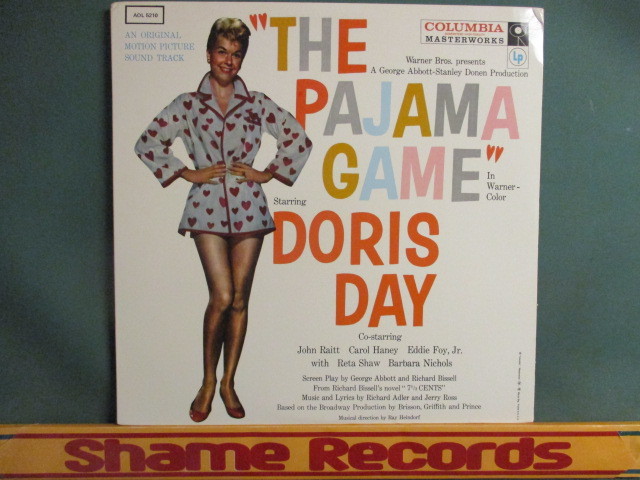 AOL 5210
AN ORIGINAL
MOTION PICTURE
SOUND TRACK
COLUMBIA
MASTERWORKS
Lp
Warner Bros. presents
A George Abbott-Stanley Donen Production
"THE
PAJAMA
GAME"
In
Warner-
Color
Starring
DORIS
DAY
Co-starring
John Raitt Carol Haney Eddie Foy, Jr.
with Reta Shaw Barbara Nichols
Screen Play by George Abbott and Richard Bissell
From Richard Bissell's novel "7½ CENTS"
Music and Lyrics by Richard Adler and Jerry Ross
Based on the Broadway Production by Brisson, Griffith and Prince
Musical direction by Ray Heindorf
Shame Records